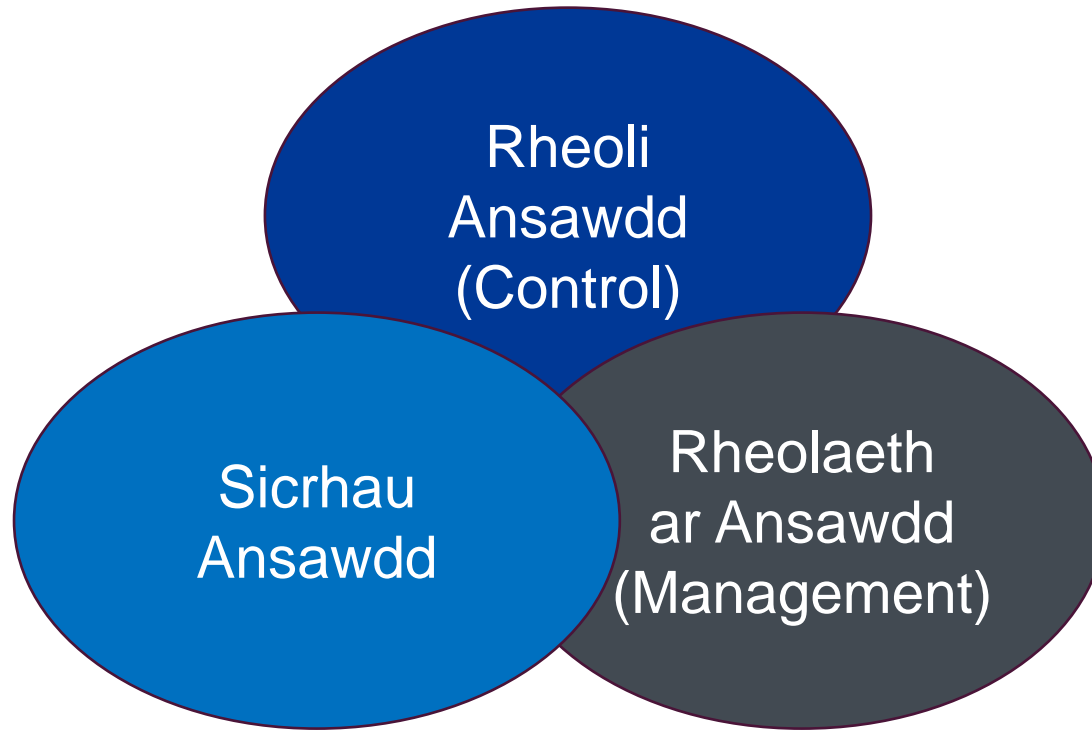 Rheoli
Ansawdd
(Control)
Sicrhau
Ansawdd
Rheolaeth
ar Ansawdd
(Management)